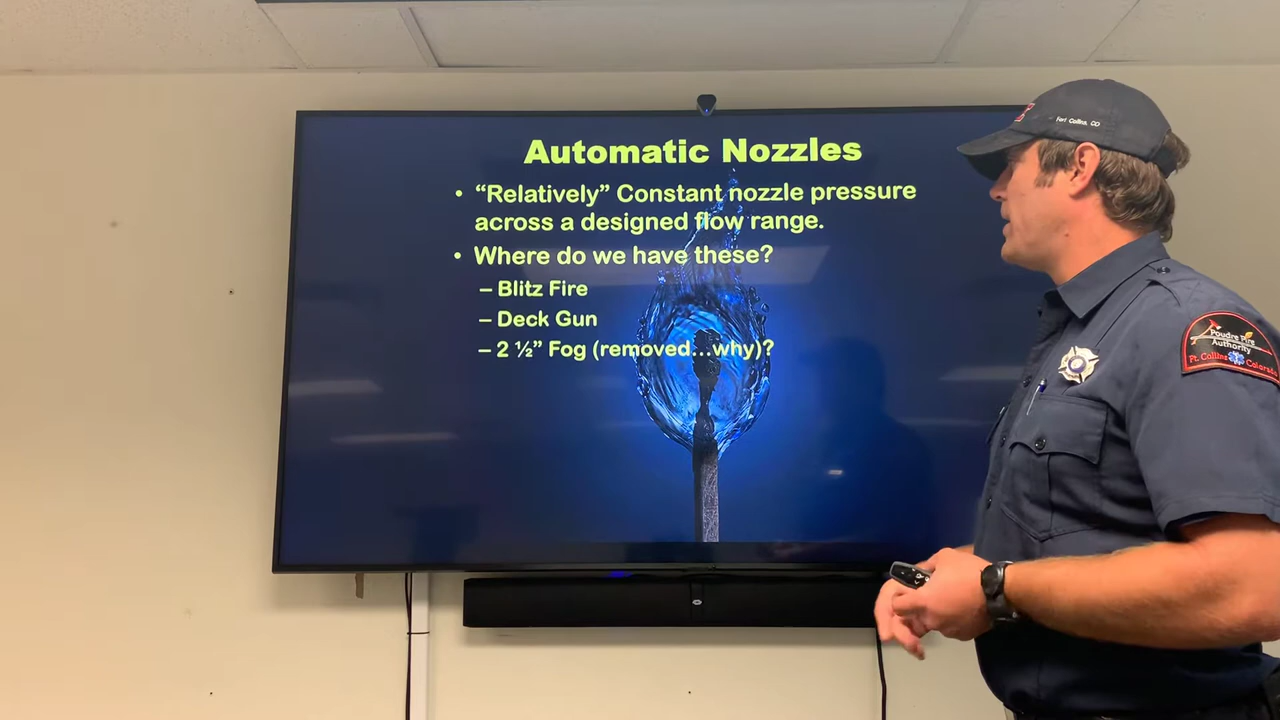 Automatic Nozzles
• “Relatively” Constant nozzle pressure
across a designed flow range.
• Where do we have these?
– Blitz Fire
– Deck Gun
– 2 ½” Fog (removed...why)?
Fort Collins, CO
Poudre Fire
Authority
Ft. Collins Colorado